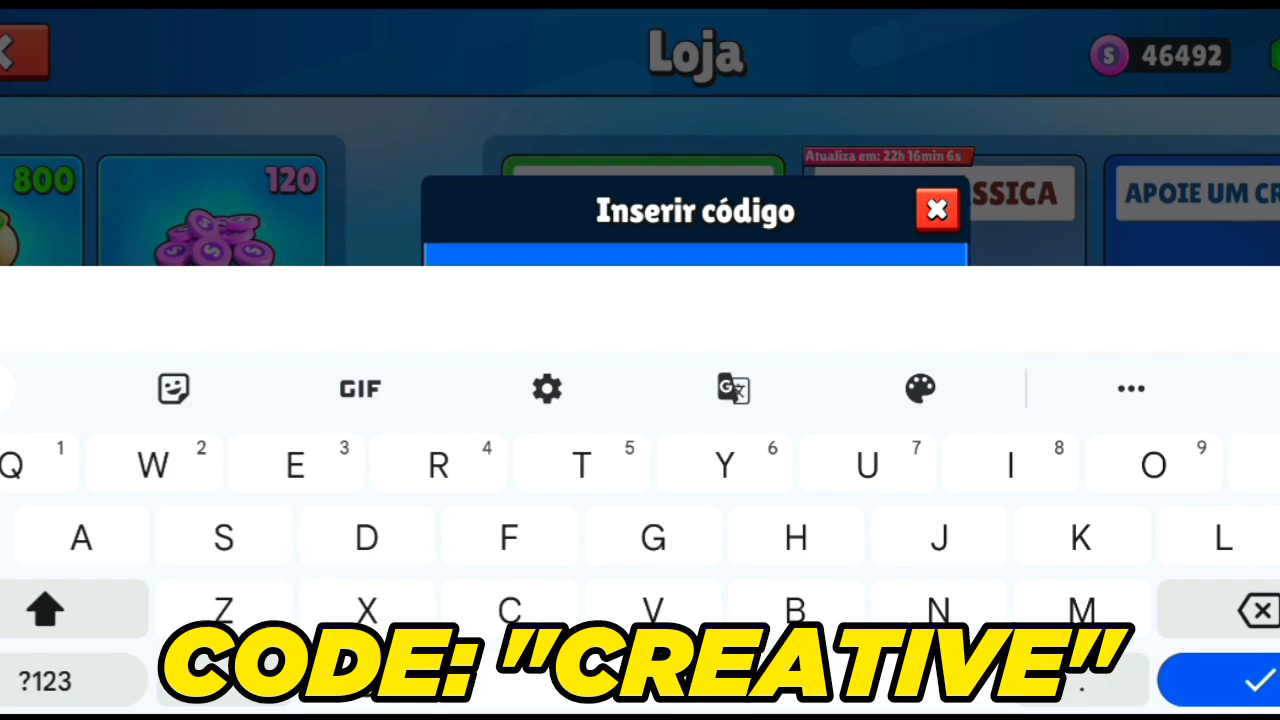 Loja
S 46492
800
120
Atualiza em: 22h 16min 6s
SSICA
APOIE UM CR
Inserir código
GIF
G
Q 1 W 2 E 3 R 4 T 5 Y 6 U 7 I 8 O 9
A S D F G H J K L
Z X C V B N M
?123 .
CODE: "CREATIVE"